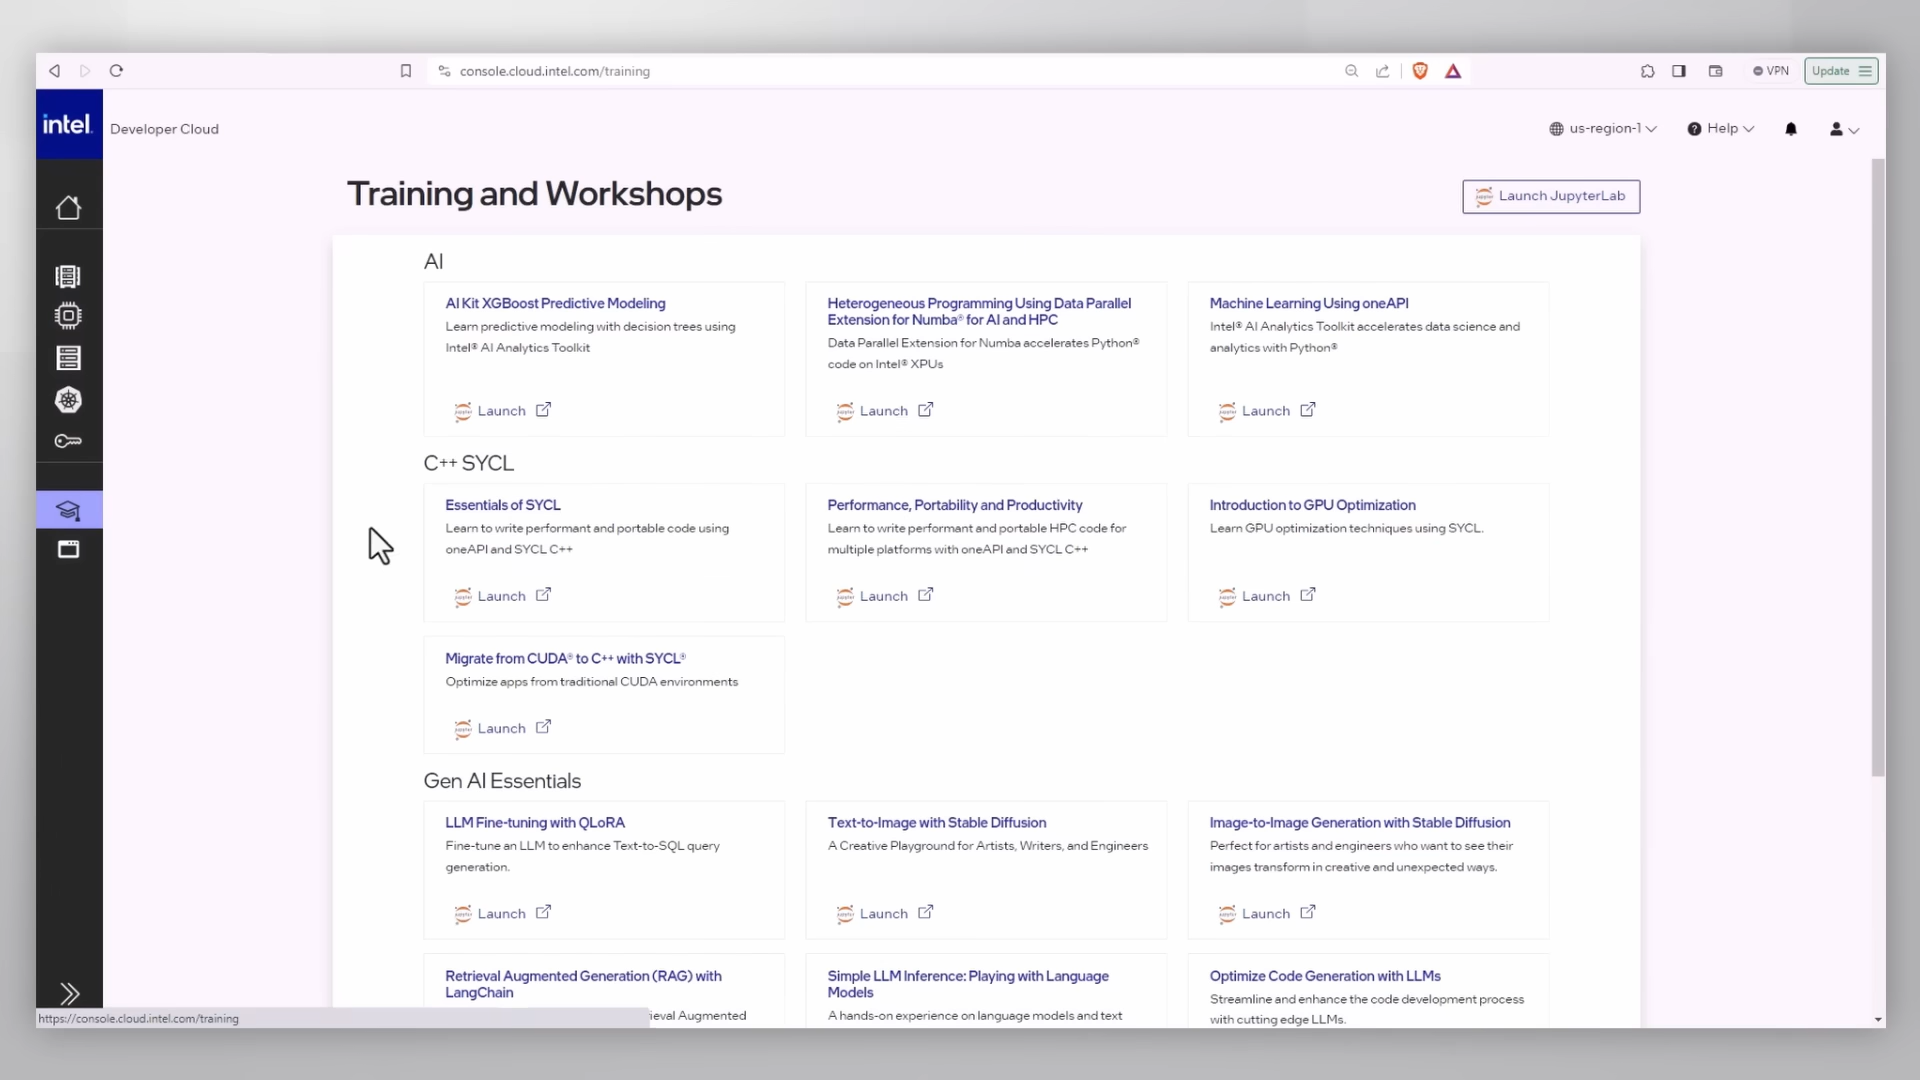 console.cloud.intel.com/training
VPN
Update
intel.
Developer Cloud
us-region-1
Help
Training and Workshops
Launch JupyterLab
AI
AI Kit XGBoost Predictive Modeling
Learn predictive modeling with decision trees using
Intel® AI Analytics Toolkit
Launch
Heterogeneous Programming Using Data Parallel
Extension for Numba® for AI and HPC
Data Parallel Extension for Numba accelerates Python®
code on Intel® XPUs
Launch
Machine Learning Using oneAPI
Intel® AI Analytics Toolkit accelerates data science and
analytics with Python®
Launch
C++ SYCL
Essentials of SYCL
Learn to write performant and portable code using
oneAPI and SYCL C++
Launch
Performance, Portability and Productivity
Learn to write performant and portable HPC code for
multiple platforms with oneAPI and SYCL C++
Launch
Introduction to GPU Optimization
Learn GPU optimization techniques using SYCL.
Launch
Migrate from CUDA® to C++ with SYCL®
Optimize apps from traditional CUDA environments
Launch
Gen AI Essentials
LLM Fine-tuning with QLoRA
Fine-tune an LLM to enhance Text-to-SQL query
generation.
Launch
Text-to-Image with Stable Diffusion
A Creative Playground for Artists, Writers, and Engineers
Launch
Image-to-Image Generation with Stable Diffusion
Perfect for artists and engineers who want to see their
images transform in creative and unexpected ways.
Launch
Retrieval Augmented Generation (RAG) with
LangChain
ieval Augmented
Simple LLM Inference: Playing with Language
Models
A hands-on experience on language models and text
Optimize Code Generation with LLMs
Streamline and enhance the code development process
with cutting edge LLMs.
https://console.cloud.intel.com/training